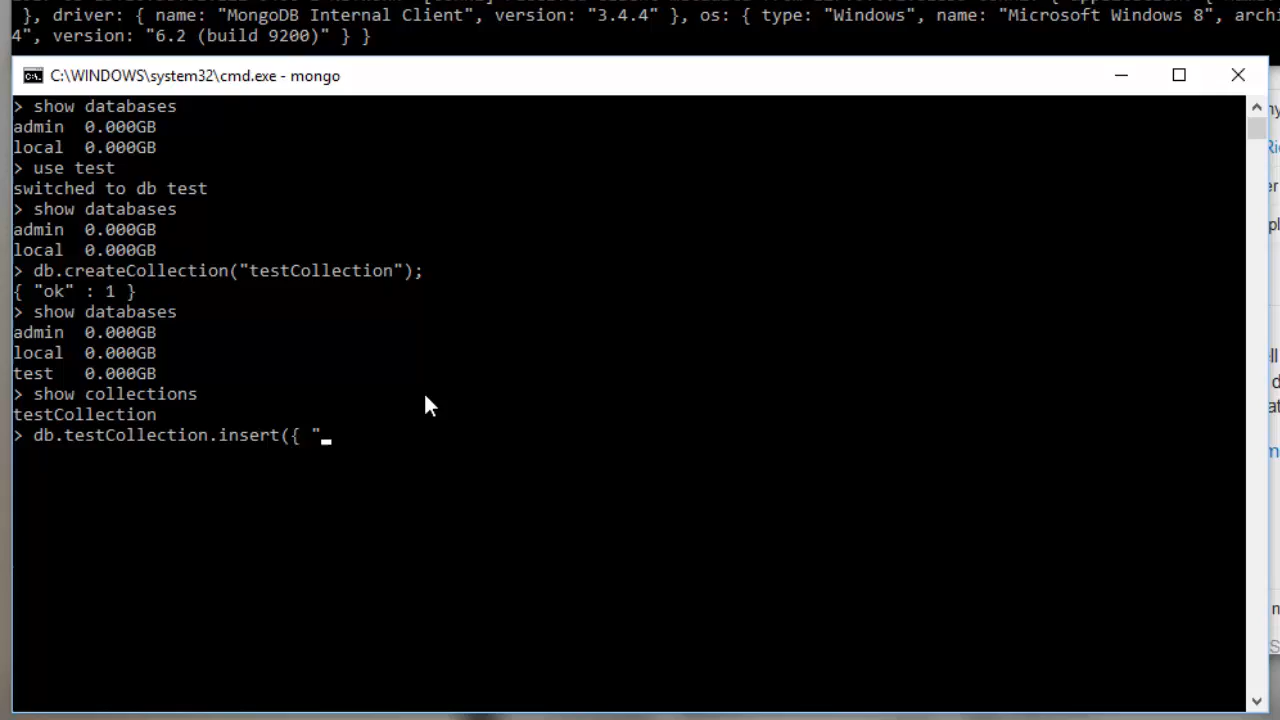 }, driver: { name: "MongoDB Internal Client", version: "3.4.4" }, os: { type: "Windows", name: "Microsoft Windows 8", archi
4", version: "6.2 (build 9200)" } }
C:\WINDOWS\system32\cmd.exe - mongo
> show databases
admin  0.000GB
local  0.000GB
> use test
switched to db test
> show databases
admin  0.000GB
local  0.000GB
> db.createCollection("testCollection");
{ "ok" : 1 }
> show databases
admin  0.000GB
local  0.000GB
test   0.000GB
> show collections
testCollection
> db.testCollection.insert({ "